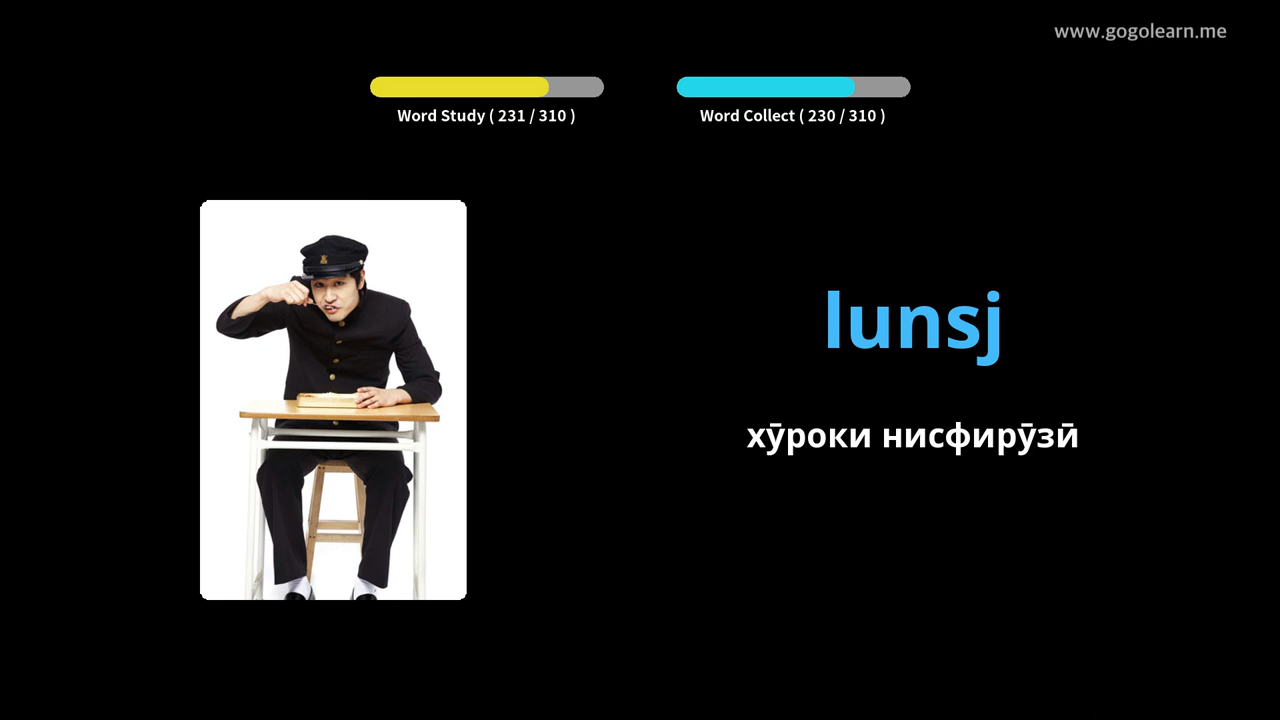 www.gogolearn.me
Word Study ( 231 / 310 )
Word Collect ( 230 / 310 )
lunsj
хӯроки нисфирӯзӣ